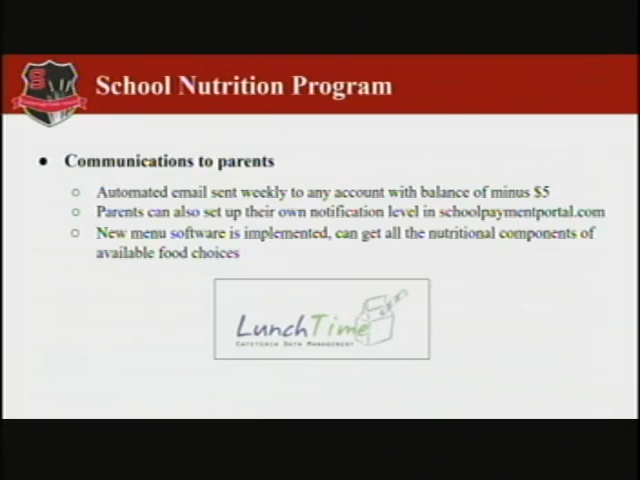 S
School Nutrition Program
● Communications to parents
○ Automated email sent weekly to any account with balance of minus $5
○ Parents can also set up their own notification level in schoolpaymentportal.com
○ New menu software is implemented, can get all the nutritional components of
available food choices
LunchTime
Cafeteria Data Management